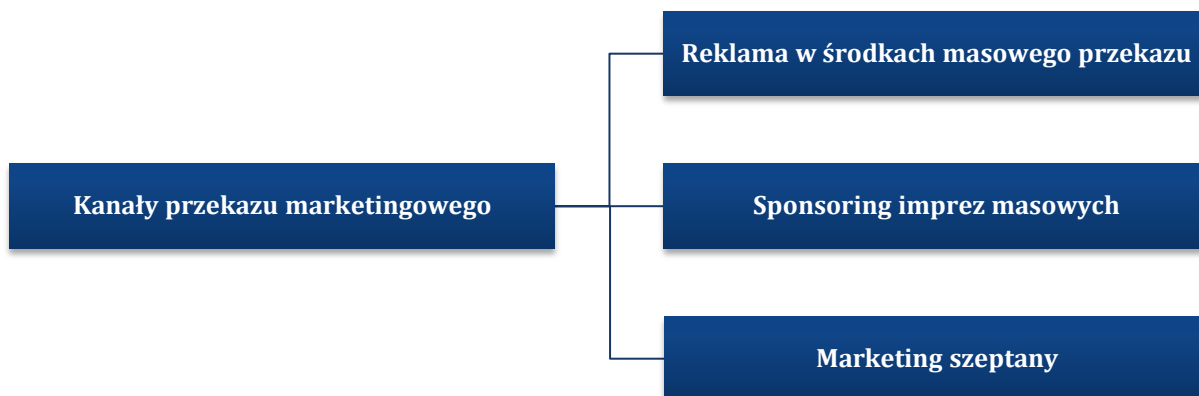 Reklama w środkach masowego przekazu
Kanały przekazu marketingowego
Sponsoring imprez masowych
Marketing szeptany